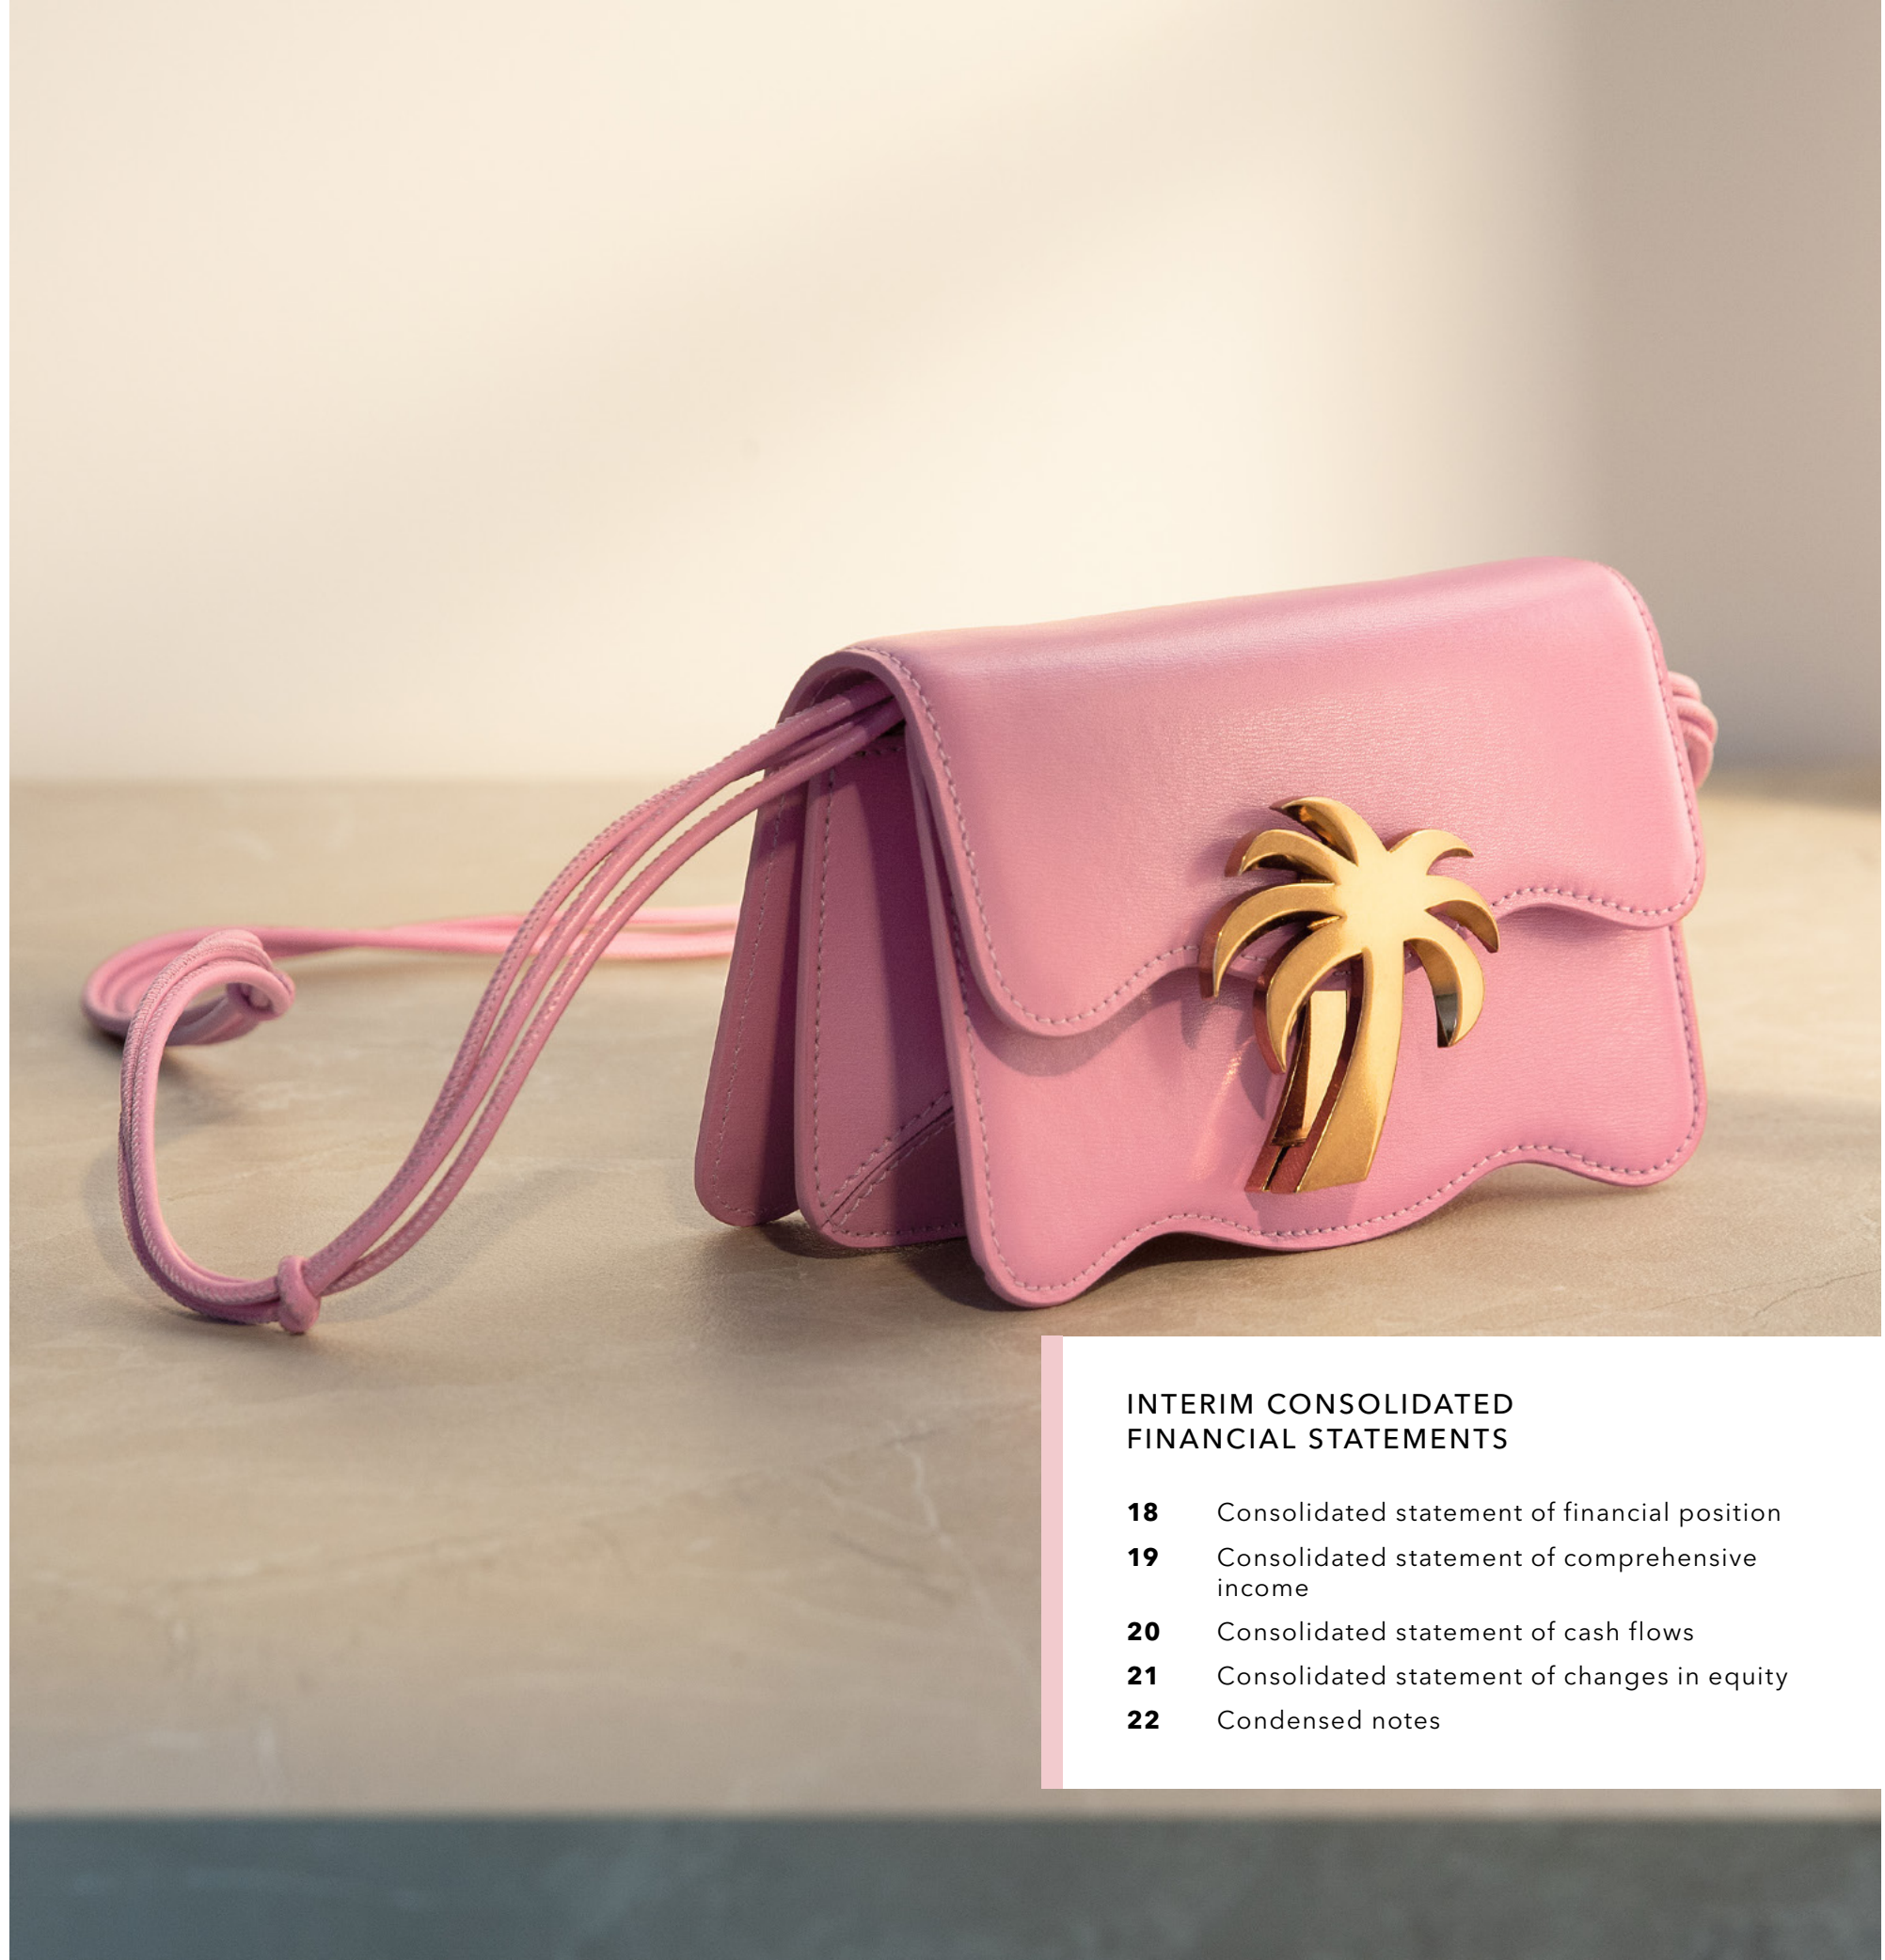 INTERIM CONSOLIDATED
FINANCIAL STATEMENTS
18 Consolidated statement of financial position
19 Consolidated statement of comprehensive
income
20 Consolidated statement of cash flows
21 Consolidated statement of changes in equity
22 Condensed notes